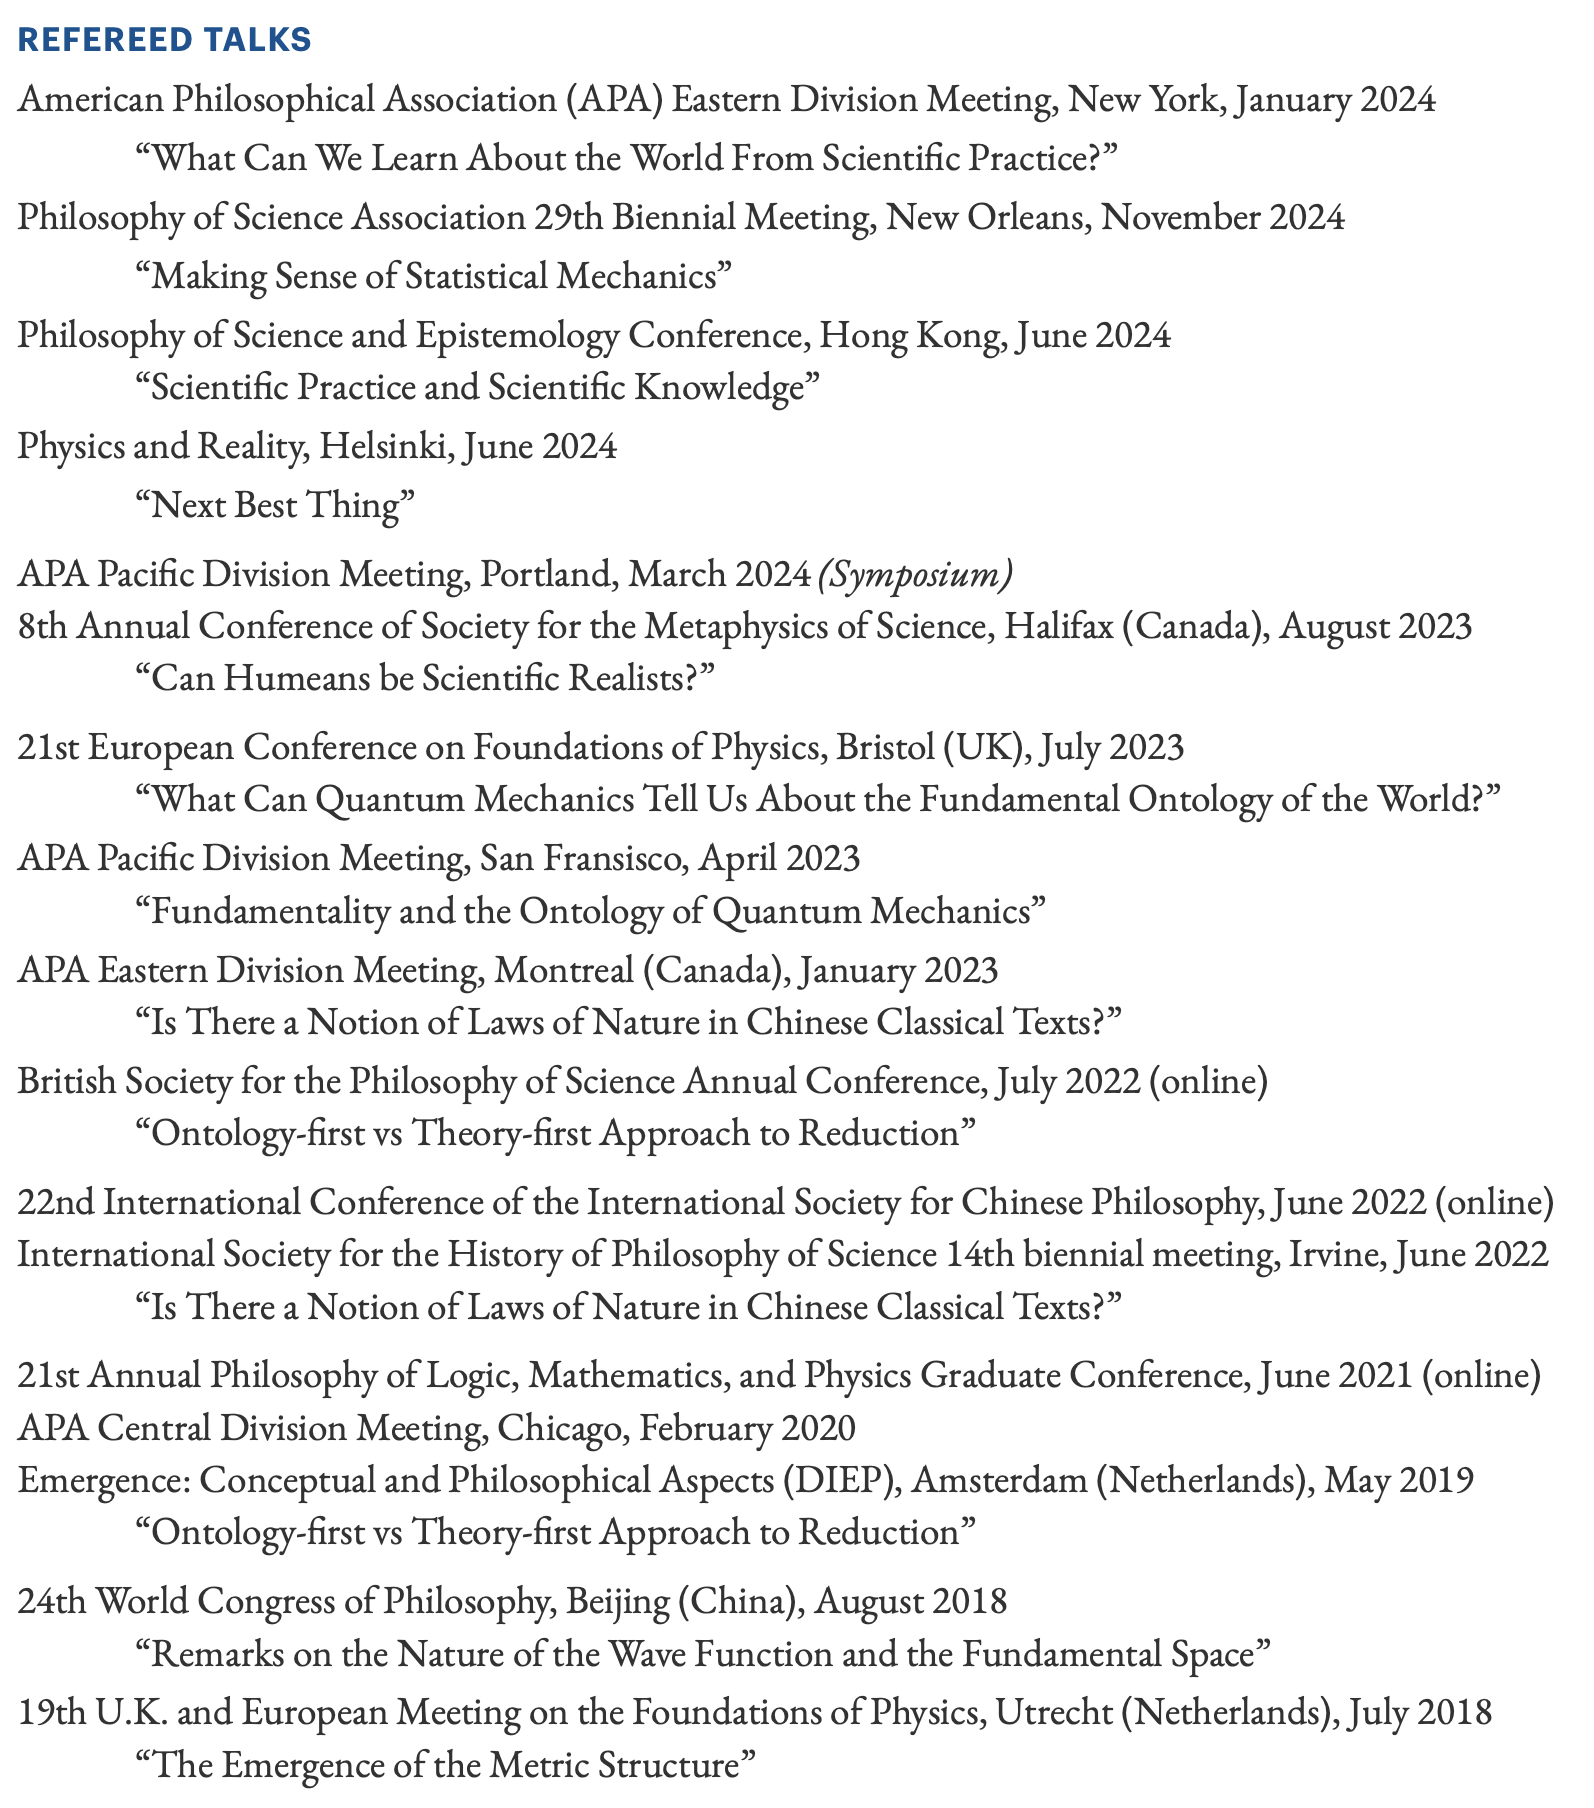 REFEREED TALKS
American Philosophical Association (APA) Eastern Division Meeting, New York, January 2024
“What Can We Learn About the World From Scientific Practice?”
Philosophy of Science Association 29th Biennial Meeting, New Orleans, November 2024
“Making Sense of Statistical Mechanics”
Philosophy of Science and Epistemology Conference, Hong Kong, June 2024
“Scientific Practice and Scientific Knowledge”
Physics and Reality, Helsinki, June 2024
“Next Best Thing”
APA Pacific Division Meeting, Portland, March 2024 (Symposium)
8th Annual Conference of Society for the Metaphysics of Science, Halifax (Canada), August 2023
“Can Humeans be Scientific Realists?”
21st European Conference on Foundations of Physics, Bristol (UK), July 2023
“What Can Quantum Mechanics Tell Us About the Fundamental Ontology of the World?”
APA Pacific Division Meeting, San Fransisco, April 2023
“Fundamentality and the Ontology of Quantum Mechanics”
APA Eastern Division Meeting, Montreal (Canada), January 2023
“Is There a Notion of Laws of Nature in Chinese Classical Texts?”
British Society for the Philosophy of Science Annual Conference, July 2022 (online)
“Ontology-first vs Theory-first Approach to Reduction”
22nd International Conference of the International Society for Chinese Philosophy, June 2022 (online)
International Society for the History of Philosophy of Science 14th biennial meeting, Irvine, June 2022
“Is There a Notion of Laws of Nature in Chinese Classical Texts?”
21st Annual Philosophy of Logic, Mathematics, and Physics Graduate Conference, June 2021 (online)
APA Central Division Meeting, Chicago, February 2020
Emergence: Conceptual and Philosophical Aspects (DIEP), Amsterdam (Netherlands), May 2019
“Ontology-first vs Theory-first Approach to Reduction”
24th World Congress of Philosophy, Beijing (China), August 2018
“Remarks on the Nature of the Wave Function and the Fundamental Space”
19th U.K. and European Meeting on the Foundations of Physics, Utrecht (Netherlands), July 2018
“The Emergence of the Metric Structure”